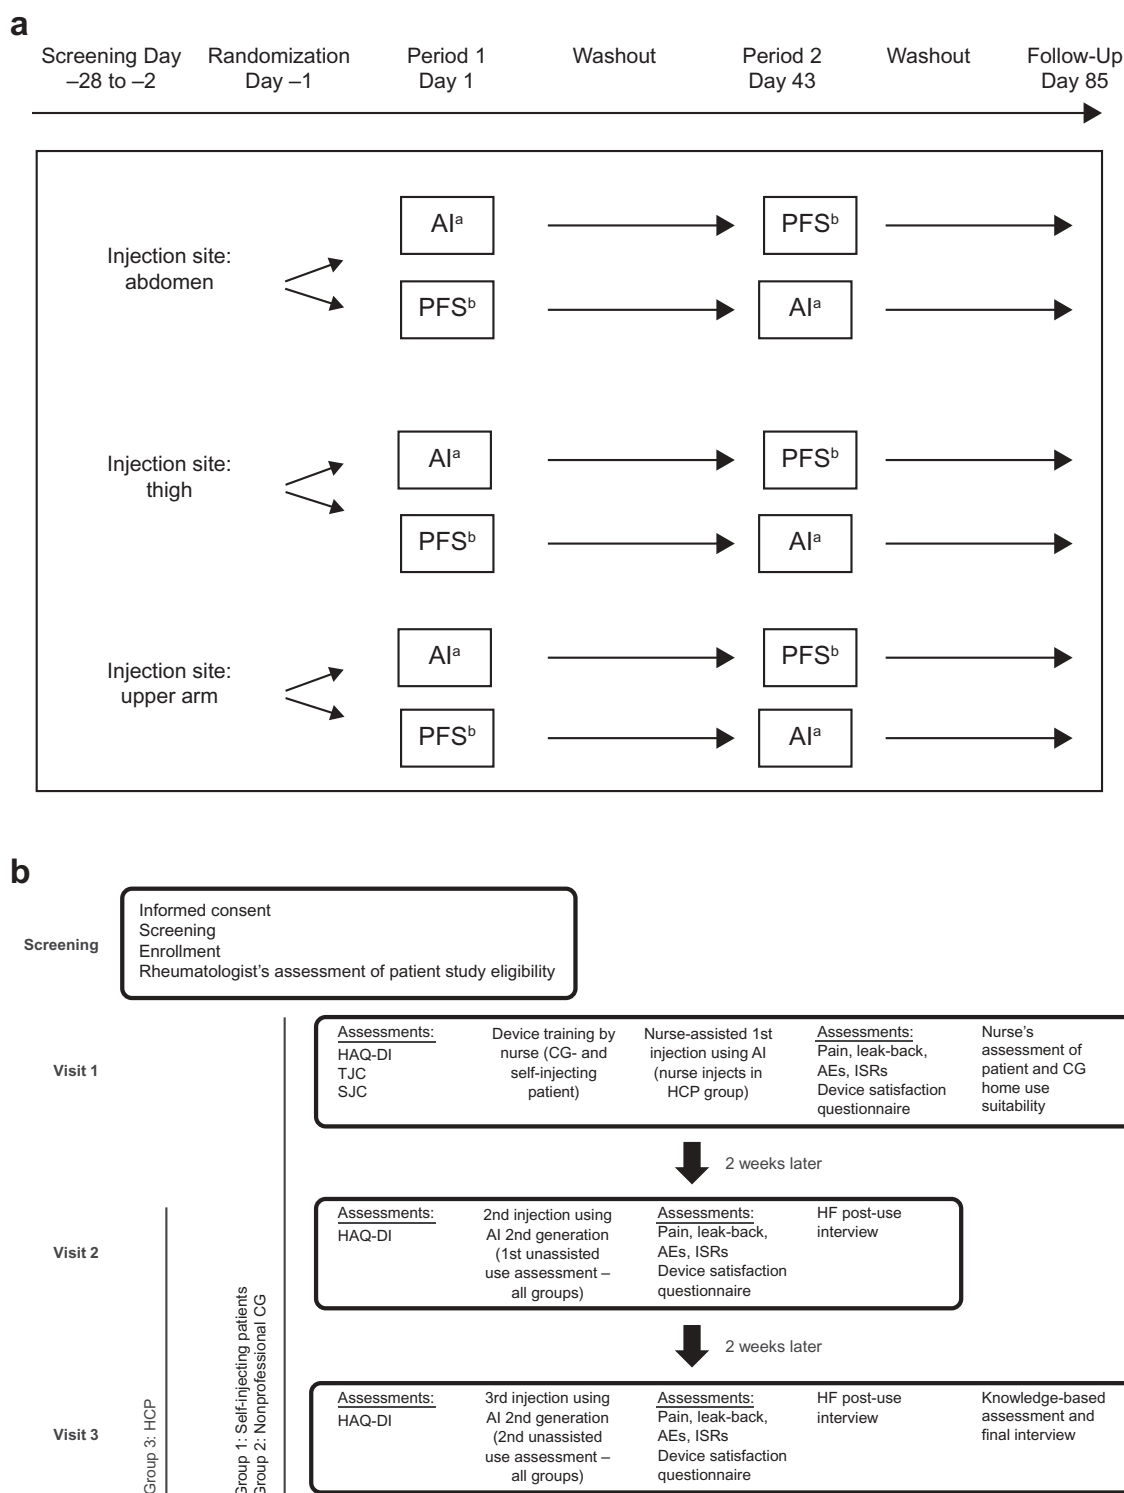 a
Screening Day
–28 to –2
Randomization
Day –1
Period 1
Day 1
Washout
Period 2
Day 43
Washout
Follow-Up
Day 85
Injection site:
abdomen
AIᵃ
PFSᵇ
PFSᵇ
AIᵃ
Injection site:
thigh
AIᵃ
PFSᵇ
PFSᵇ
AIᵃ
Injection site:
upper arm
AIᵃ
PFSᵇ
PFSᵇ
AIᵃ
b
Screening
Informed consent
Screening
Enrollment
Rheumatologist's assessment of patient study eligibility
Visit 1
Assessments:
HAQ-DI
TJC
SJC
Device training by
nurse (CG- and
self-injecting
patient)
Nurse-assisted 1st
injection using AI
(nurse injects in
HCP group)
Assessments:
Pain, leak-back,
AEs, ISRs
Device satisfaction
questionnaire
Nurse's
assessment of
patient and CG
home use
suitability
2 weeks later
Visit 2
Assessments:
HAQ-DI
2nd injection using
AI 2nd generation
(1st unassisted
use assessment –
all groups)
Assessments:
Pain, leak-back,
AEs, ISRs
Device satisfaction
questionnaire
HF post-use
interview
2 weeks later
Visit 3
Assessments:
HAQ-DI
3rd injection using
AI 2nd generation
(2nd unassisted
use assessment –
all groups)
Assessments:
Pain, leak-back,
AEs, ISRs
Device satisfaction
questionnaire
HF post-use
interview
Knowledge-based
assessment and
final interview
Group 3: HCP
Group 1: Self-injecting patients
Group 2: Nonprofessional CG